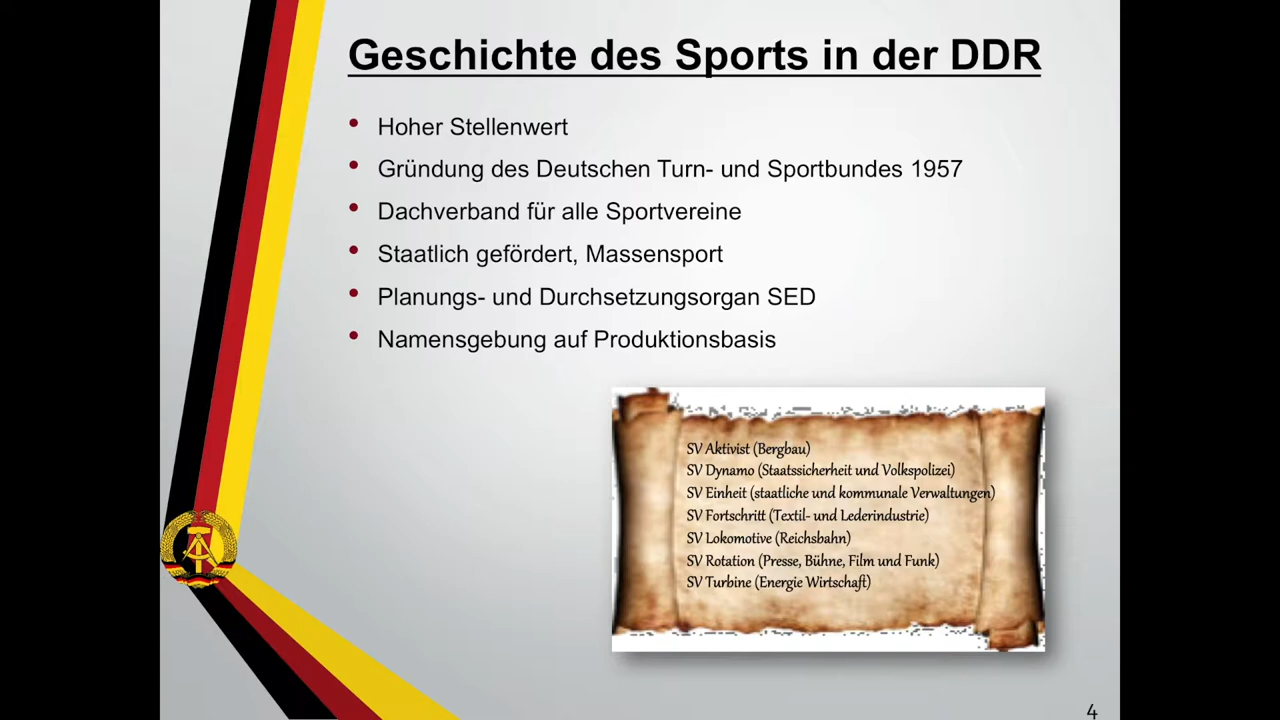 Geschichte des Sports in der DDR
Hoher Stellenwert
Gründung des Deutschen Turn- und Sportbundes 1957
Dachverband für alle Sportvereine
Staatlich gefördert, Massensport
Planungs- und Durchsetzungsorgan SED
Namensgebung auf Produktionsbasis
SV Aktivist (Bergbau)
SV Dynamo (Staatssicherheit und Volkspolizei)
SV Einheit (staatliche und kommunale Verwaltungen)
SV Fortschritt (Textil- und Lederindustrie)
SV Lokomotive (Reichsbahn)
SV Rotation (Presse, Bühne, Film und Funk)
SV Turbine (Energie Wirtschaft)
4